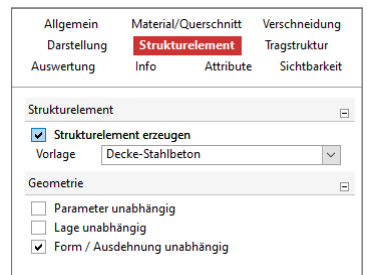 Allgemein Material/Querschnitt Verschneidung
Darstellung Strukturelement Tragstruktur
Auswertung Info Attribute Sichtbarkeit
Strukturelement
Strukturelement erzeugen
Vorlage Decke-Stahlbeton
Geometrie
Parameter unabhängig
Lage unabhängig
Form / Ausdehnung unabhängig